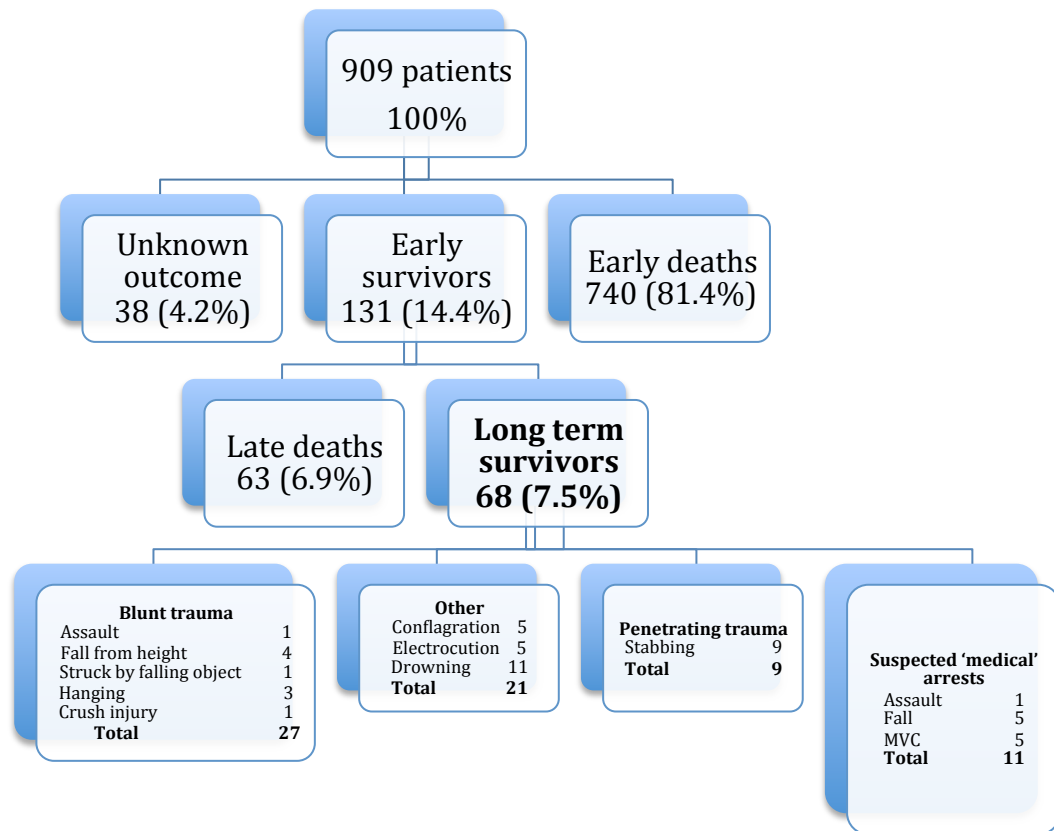 909 patients
100%
Unknown
outcome
38 (4.2%)
Early
survivors
131 (14.4%)
Early deaths
740 (81.4%)
Late deaths
63 (6.9%)
Long term
survivors
68 (7.5%)
Blunt trauma
Assault 1
Fall from height 4
Struck by falling object 1
Hanging 3
Crush injury 1
Total 27
Other
Conflagration 5
Electrocution 5
Drowning 11
Total 21
Penetrating trauma
Stabbing 9
Total 9
Suspected ‘medical’
arrests
Assault 1
Fall 5
MVC 5
Total 11